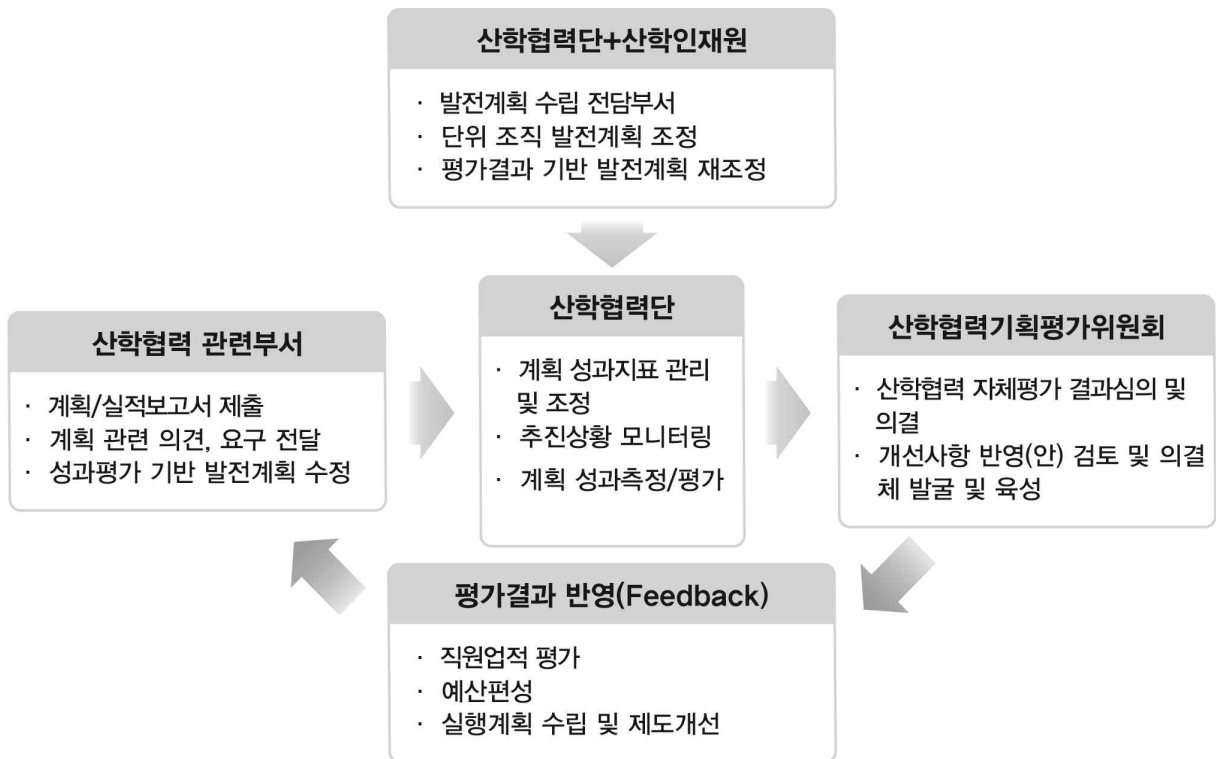 산학협력단+산학인재원
· 발전계획 수립 전담부서
· 단위 조직 발전계획 조정
· 평가결과 기반 발전계획 재조정
산학협력 관련부서
· 계획/실적보고서 제출
· 계획 관련 의견, 요구 전달
· 성과평가 기반 발전계획 수정
산학협력단
· 계획 성과지표 관리
및 조정
· 추진상황 모니터링
· 계획 성과측정/평가
산학협력기획평가위원회
· 산학협력 자체평가 결과심의 및
의결
· 개선사항 반영(안) 검토 및 의결
체 발굴 및 육성
평가결과 반영(Feedback)
· 직원업적 평가
· 예산편성
· 실행계획 수립 및 제도개선